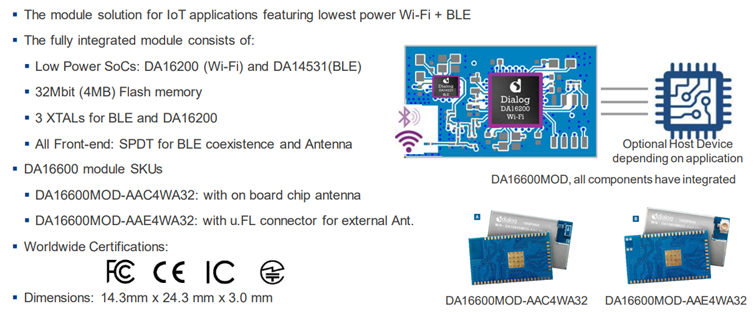 The module solution for IoT applications featuring lowest power Wi-Fi + BLE
The fully integrated module consists of:
Low Power SoCs: DA16200 (Wi-Fi) and DA14531(BLE)
32Mbit (4MB) Flash memory
3 XTALs for BLE and DA16200
All Front-end: SPDT for BLE coexistence and Antenna
DA16600 module SKUs
DA16600MOD-AAC4WA32: with on board chip antenna
DA16600MOD-AAE4WA32: with u.FL connector for external Ant.
Worldwide Certifications:
FCC CE IC
Dimensions: 14.3mm x 24.3 mm x 3.0 mm
Dialog
Dialog
DA16200
Wi-Fi
Optional Host Device
depending on application
DA16600MOD, all components have integrated
A
dialog
B
dialog
DA16600MOD-AAC4WA32
DA16600MOD-AAE4WA32